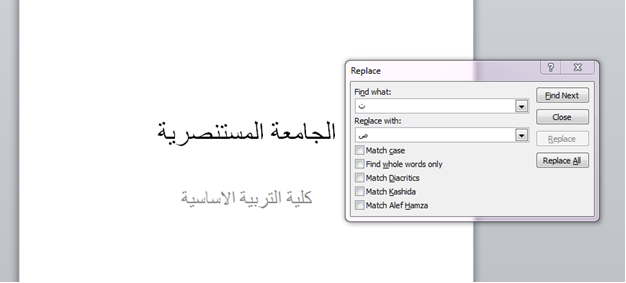 الجامعة المستنصرية
كلية التربية الاساسية
Replace
Find what:
ت
Find Next
Close
Replace with:
ض
Replace
Replace All
Match case
Find whole words only
Match Diacritics
Match Kashida
Match Alef Hamza